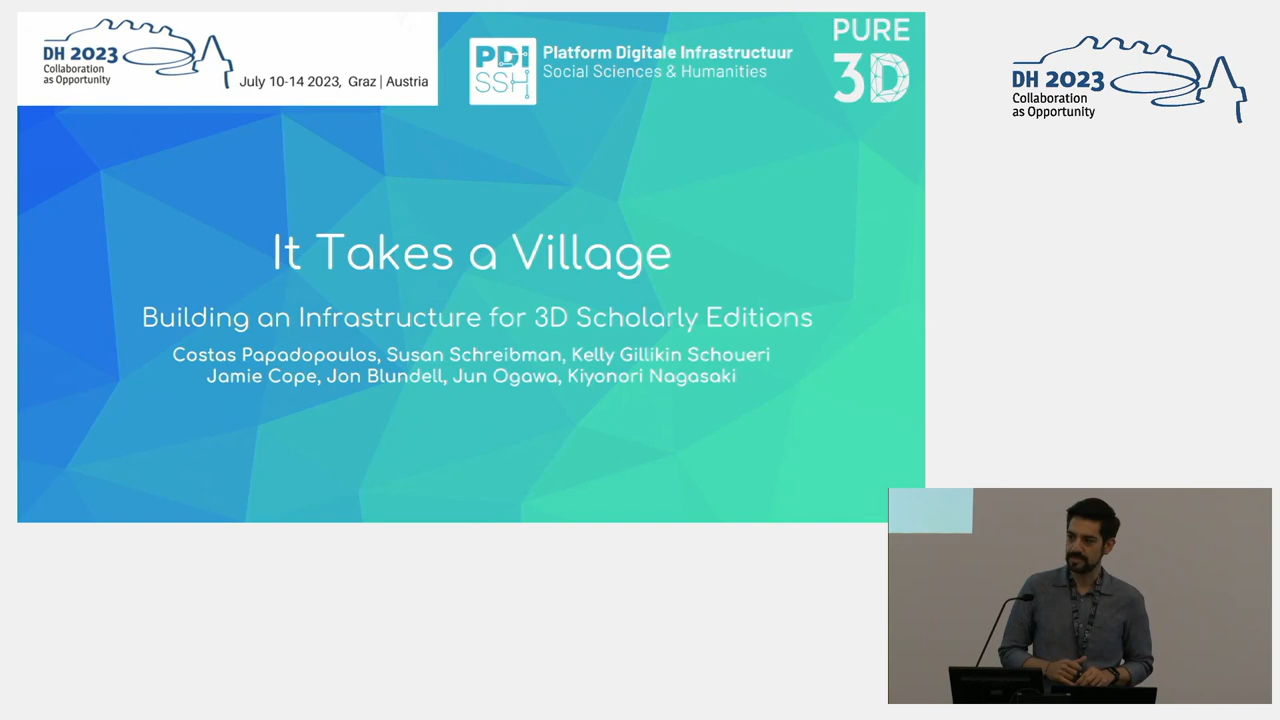 DH 2023
Collaboration
as Opportunity
July 10-14 2023, Graz | Austria
PDI
SSH
Platform Digitale Infrastructuur
Social Sciences & Humanities
PURE
3D
DH 2023
Collaboration
as Opportunity
It Takes a Village
Building an Infrastructure for 3D Scholarly Editions
Costas Papadopoulos, Susan Schreibman, Kelly Gillikin Schoueri
Jamie Cope, Jon Blundell, Jun Ogawa, Kiyonori Nagasaki